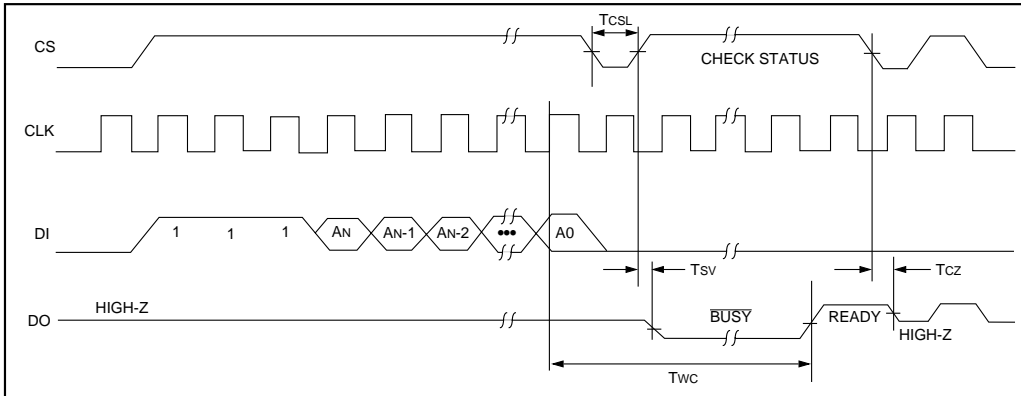 TCSL
CS
CHECK STATUS
CLK
DI
1 1 1 AN AN-1 AN-2 ••• A0
TSV
TCZ
HIGH-Z
DO
BUSY
READY
HIGH-Z
TWC